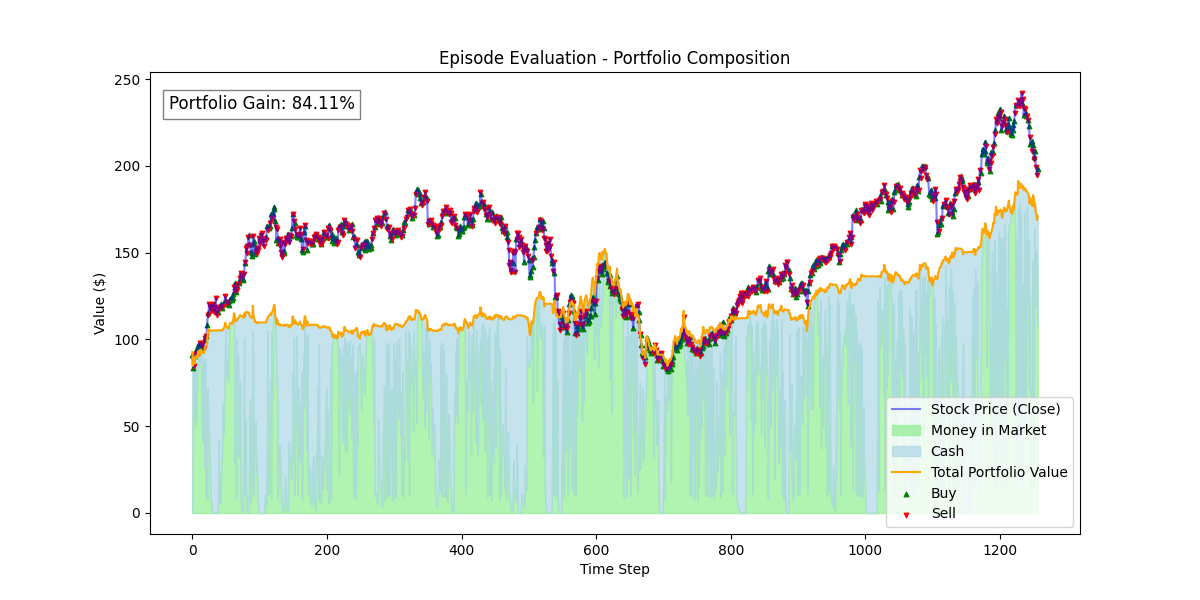 Episode Evaluation - Portfolio Composition
Portfolio Gain: 84.11%
250
200
150
100
50
0
Value ($)
0 200 400 600 800 1000 1200
Time Step
Stock Price (Close)
Money in Market
Cash
Total Portfolio Value
Buy
Sell